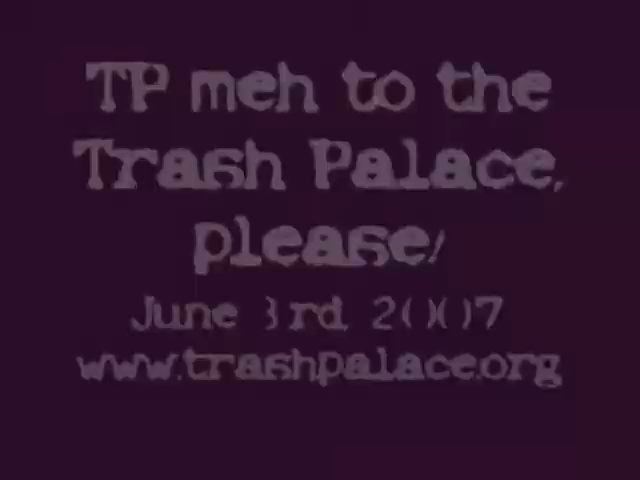 TP meh to the
Trash Palace,
please!
June 3rd, 2007
www.trashpalace.org